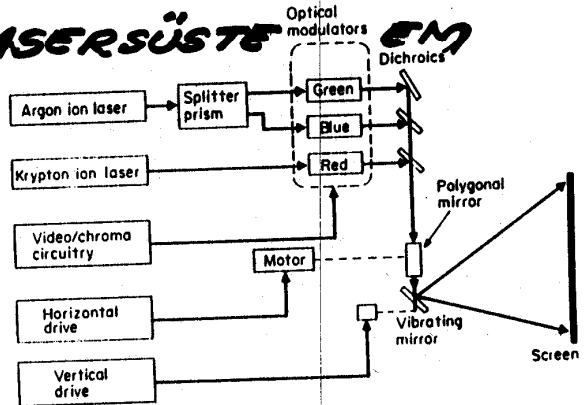 ASERSÜSTE EM
Optical
modulators
Dichroics
Argon ion laser
Splitter
prism
Green
Blue
Krypton ion laser
Red
Polygonal
mirror
Video/chroma
circuitry
Motor
Horizontal
drive
Vibrating
mirror
Screen
Vertical
drive